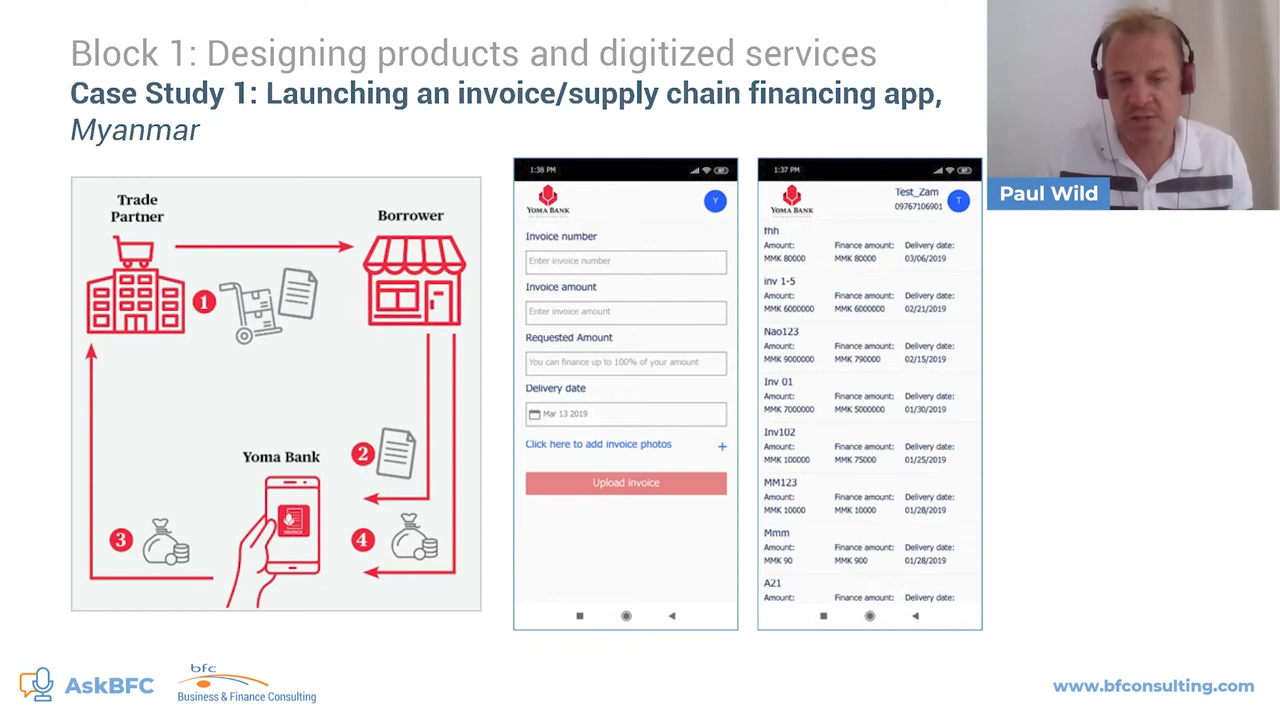 Block 1: Designing products and digitized services
Case Study 1: Launching an invoice/supply chain financing app,
Myanmar
Paul Wild
Trade
Partner
Borrower
1
2
Yoma Bank
INVOICE
3
4
1:38 PM
YOMA BANK
Y
Invoice number
Enter invoice number
Invoice amount
Enter invoice amount
Requested Amount
You can finance up to 100% of your amount
Delivery date
Mar 13 2019
Click here to add invoice photos +
Upload invoice
1:37 PM
YOMA BANK
Test_Zam
09767106901
T
fhh
Amount: Finance amount: Delivery date:
MMK 80000 MMK 80000 03/06/2019
inv 1-5
Amount: Finance amount: Delivery date:
MMK 6000000 MMK 6000000 02/21/2019
Nao123
Amount: Finance amount: Delivery date:
MMK 9000000 MMK 790000 02/15/2019
Inv 01
Amount: Finance amount: Delivery date:
MMK 7000000 MMK 5000000 01/30/2019
Inv102
Amount: Finance amount: Delivery date:
MMK 100000 MMK 75000 01/25/2019
MM123
Amount: Finance amount: Delivery date:
MMK 10000 MMK 10000 01/28/2019
Mmm
Amount: Finance amount: Delivery date:
MMK 90 MMK 900 01/28/2019
A21
Amount: Finance amount: Delivery date:
AskBFC
bfc
Business & Finance Consulting
www.bfconsulting.com